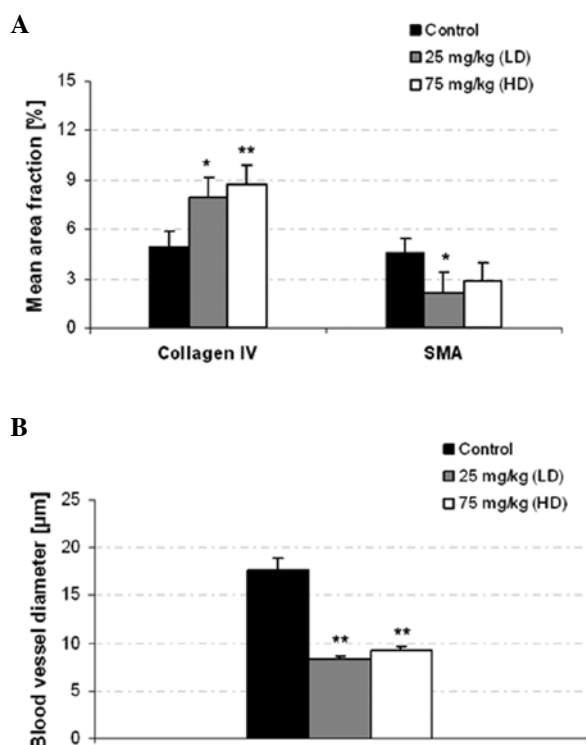 A
Control
25 mg/kg (LD)
75 mg/kg (HD)
Mean area fraction [%]
15
12
9
6
3
0
*
**
*
Collagen IV
SMA
B
Control
25 mg/kg (LD)
75 mg/kg (HD)
Blood vessel diameter [µm]
25
20
15
10
5
0
**
**